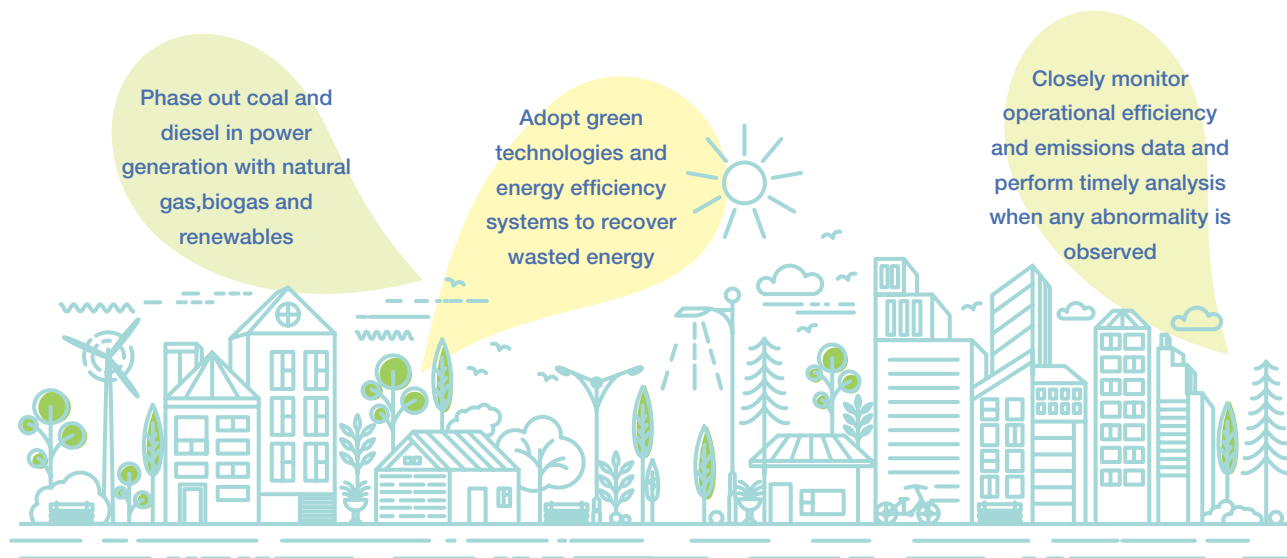 Phase out coal and
diesel in power
generation with natural
gas,biogas and
renewables
Adopt green
technologies and
energy efficiency
systems to recover
wasted energy
Closely monitor
operational efficiency
and emissions data and
perform timely analysis
when any abnormality is
observed